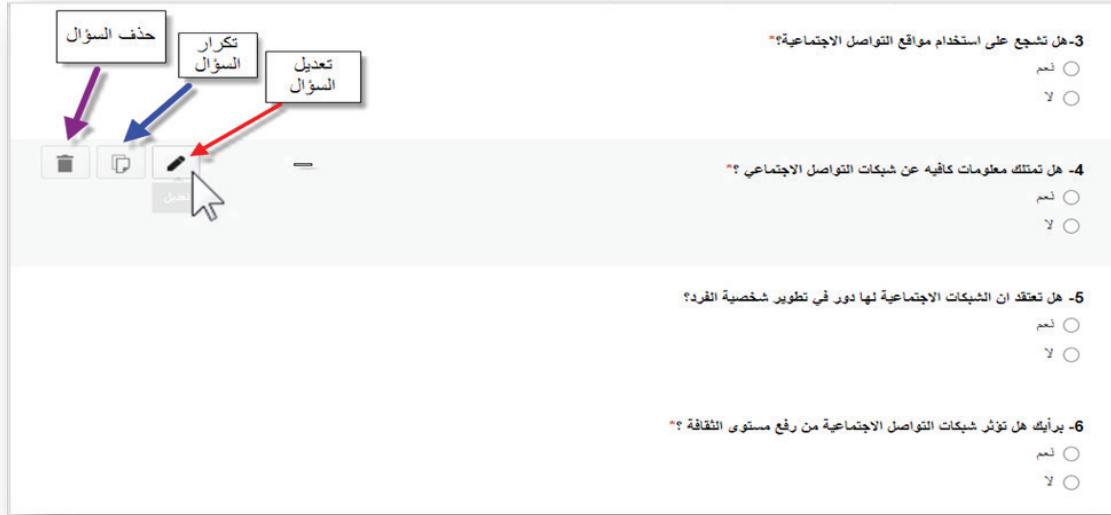 حذف السؤال
تكرار
السؤال
تعديل
السؤال
3-هل تشجع على استخدام مواقع التواصل الاجتماعية؟*
نعم
لا
تعديل
4- هل تمتلك معلومات كافيه عن شبكات التواصل الاجتماعي ؟*
نعم
لا
5- هل تعتقد ان الشبكات الاجتماعية لها دور في تطوير شخصية الفرد؟
نعم
لا
6- برأيك هل تؤثر شبكات التواصل الاجتماعية من رفع مستوى الثقافة ؟*
نعم
لا